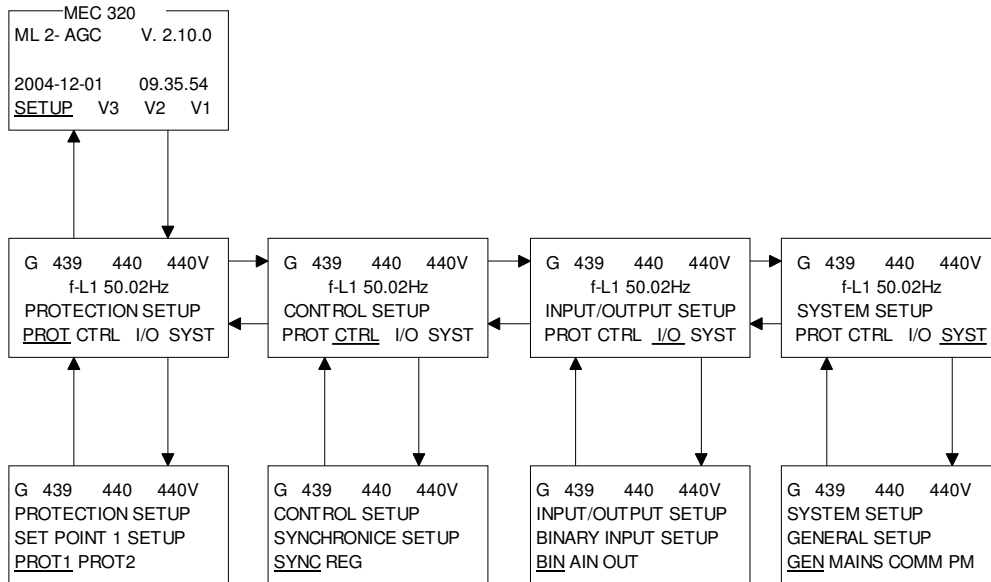 MEC 320
ML 2- AGC V. 2.10.0
2004-12-01 09.35.54
SETUP V3 V2 V1
G 439 440 440V
f-L1 50.02Hz
PROTECTION SETUP
PROT CTRL I/O SYST
G 439 440 440V
f-L1 50.02Hz
CONTROL SETUP
PROT CTRL I/O SYST
G 439 440 440V
f-L1 50.02Hz
INPUT/OUTPUT SETUP
PROT CTRL I/O SYST
G 439 440 440V
f-L1 50.02Hz
SYSTEM SETUP
PROT CTRL I/O SYST
G 439 440 440V
PROTECTION SETUP
SET POINT 1 SETUP
PROT1 PROT2
G 439 440 440V
CONTROL SETUP
SYNCHRONICE SETUP
SYNC REG
G 439 440 440V
INPUT/OUTPUT SETUP
BINARY INPUT SETUP
BIN AIN OUT
G 439 440 440V
SYSTEM SETUP
GENERAL SETUP
GEN MAINS COMM PM